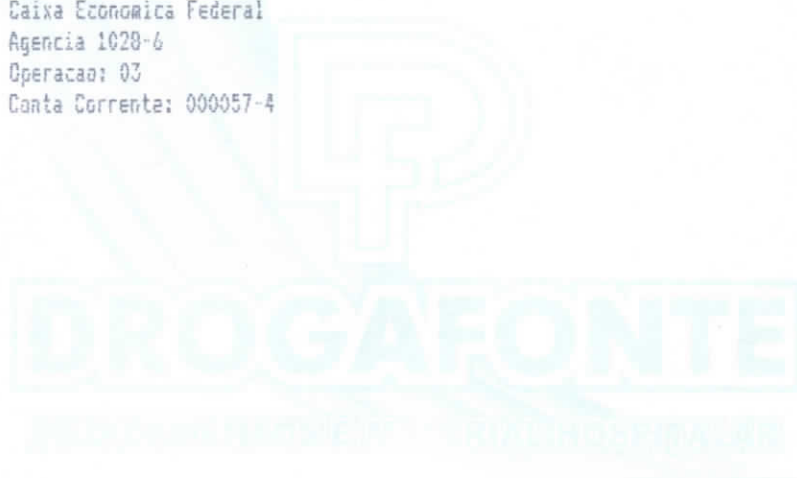 Caixa Economica Federal
Agencia 1028-6
Operacao: 03
Conta Corrente: 000057-4
DROGAFONTE